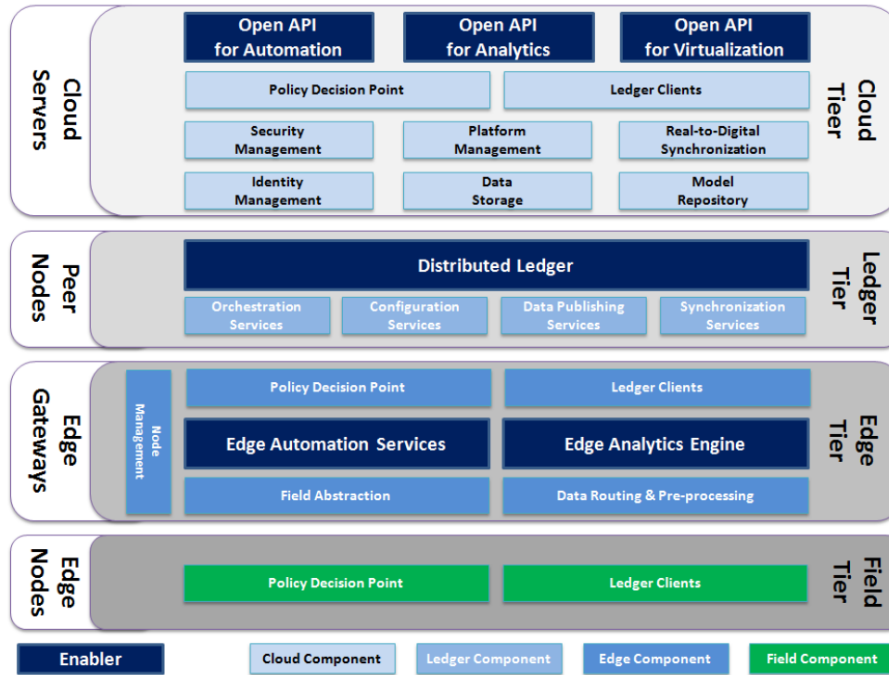 Cloud
Servers
Open API
for Automation
Open API
for Analytics
Open API
for Virtualization
Policy Decision Point
Ledger Clients
Security
Management
Platform
Management
Real-to-Digital
Synchronization
Identity
Management
Data
Storage
Model
Repository
Cloud
Tieer
Peer
Nodes
Distributed Ledger
Orchestration
Services
Configuration
Services
Data Publishing
Services
Synchronization
Services
Ledger
Tier
Edge
Gateways
Node
Management
Policy Decision Point
Ledger Clients
Edge Automation Services
Edge Analytics Engine
Field Abstraction
Data Routing & Pre-processing
Edge
Tier
Edge
Nodes
Policy Decision Point
Ledger Clients
Field
Tier
Enabler
Cloud Component
Ledger Component
Edge Component
Field Component